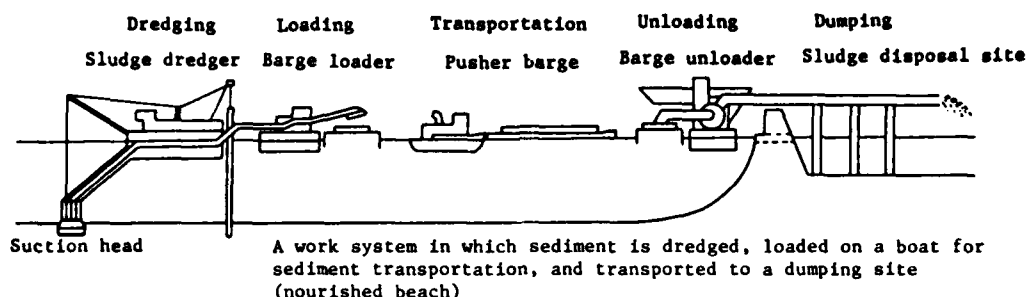 Dredging Loading Transportation Unloading Dumping
Sludge dredger Barge loader Pusher barge Barge unloader Sludge disposal site
Suction head
A work system in which sediment is dredged, loaded on a boat for
sediment transportation, and transported to a dumping site
(nourished beach)